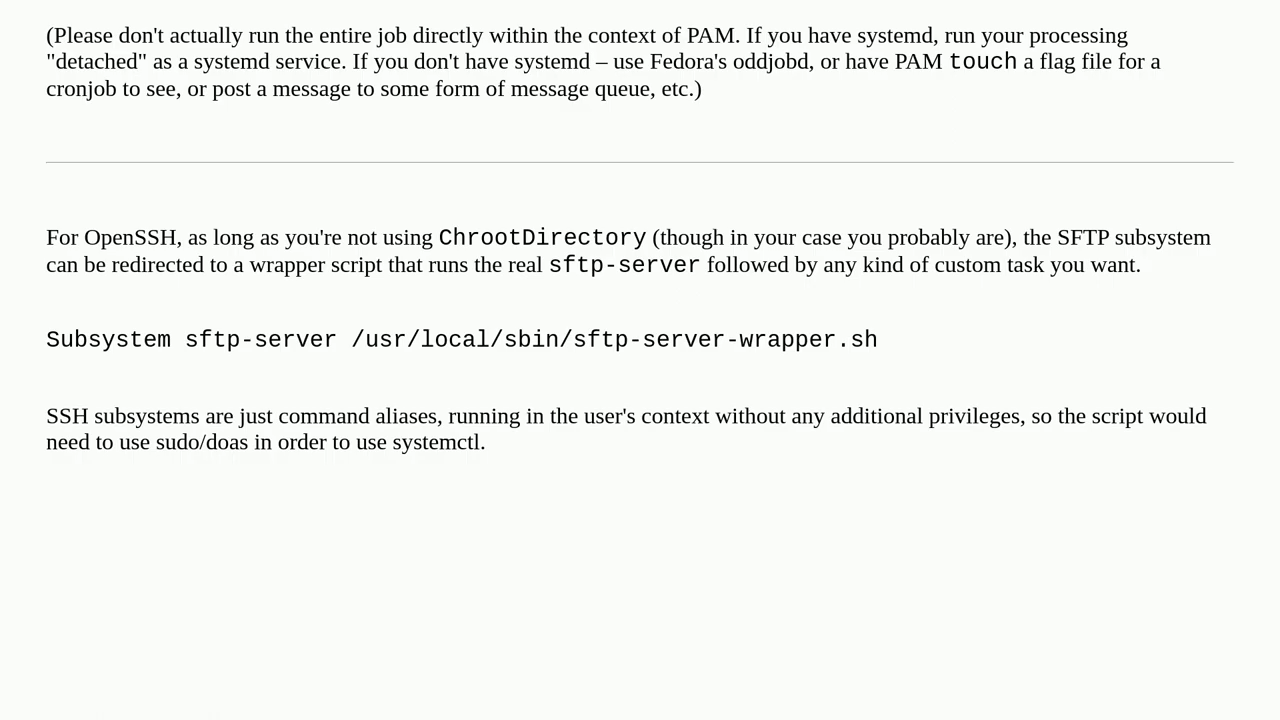 (Please don't actually run the entire job directly within the context of PAM. If you have systemd, run your processing
"detached" as a systemd service. If you don't have systemd – use Fedora's oddjobd, or have PAM touch a flag file for a
cronjob to see, or post a message to some form of message queue, etc.)
For OpenSSH, as long as you're not using ChrootDirectory (though in your case you probably are), the SFTP subsystem
can be redirected to a wrapper script that runs the real sftp-server followed by any kind of custom task you want.
Subsystem sftp-server /usr/local/sbin/sftp-server-wrapper.sh
SSH subsystems are just command aliases, running in the user's context without any additional privileges, so the script would
need to use sudo/doas in order to use systemctl.